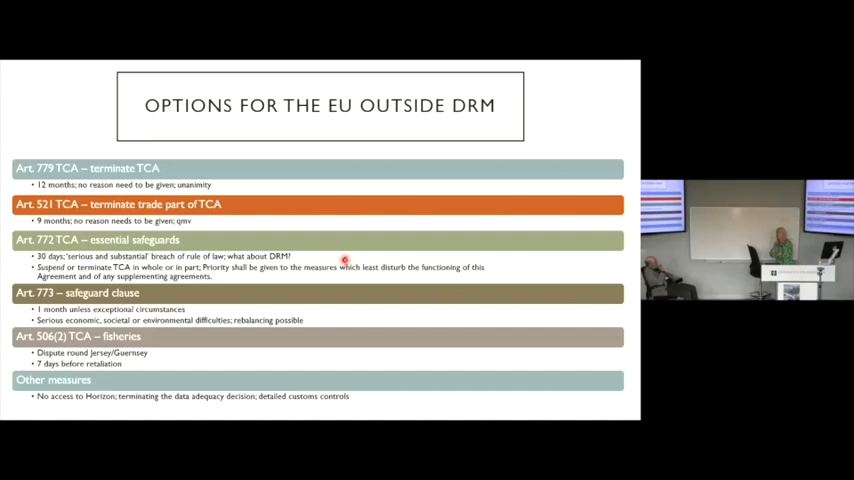 OPTIONS FOR THE EU OUTSIDE DRM
Art. 779 TCA – terminate TCA
• 12 months; no reason need to be given; unanimity
Art. 521 TCA – terminate trade part of TCA
• 9 months; no reason needs to be given; qmv
Art. 772 TCA – essential safeguards
• 30 days; 'serious and substantial' breach of rule of law; what about DRM?
• Suspend or terminate TCA in whole or in part; Priority shall be given to the measures which least disturb the functioning of this
Agreement and of any supplementing agreements.
Art. 773 – safeguard clause
• 1 month unless exceptional circumstances
• Serious economic, societal or environmental difficulties; rebalancing possible
Art. 506(2) TCA – fisheries
• Dispute round Jersey/Guernsey
• 7 days before retaliation
Other measures
• No access to Horizon; terminating the data adequacy decision; detailed customs controls